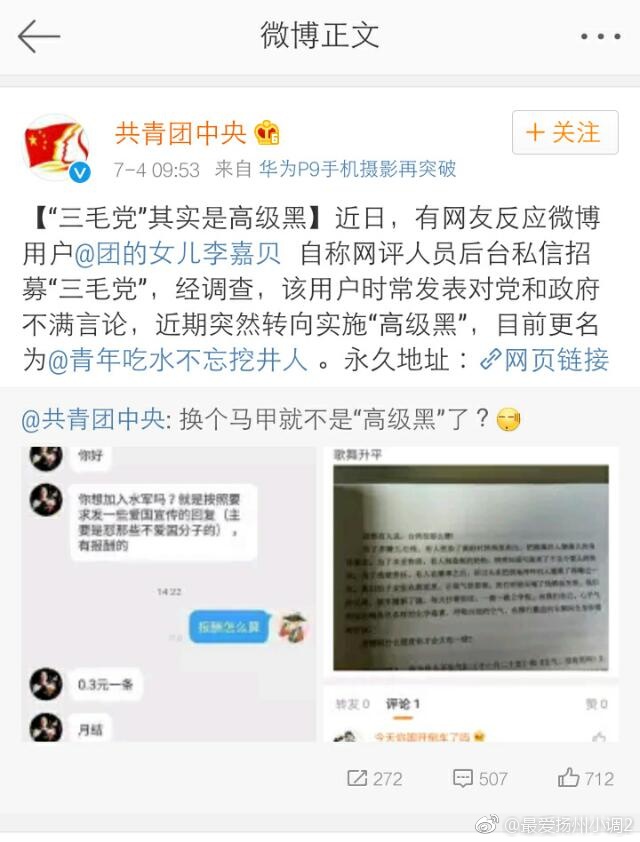 微博正文
共青团中央
+ 关注
7-4 09:53 来自 华为P9手机摄影再突破
【“三毛党”其实是高级黑】近日，有网友反应微博
用户@团的女儿李嘉贝 自称网评人员后台私信招
募“三毛党”，经调查，该用户时常发表对党和政府
不满言论，近期突然转向实施“高级黑”，目前更名
为@青年吃水不忘挖井人 。永久地址：网页链接
@共青团中央: 换个马甲就不是“高级黑”了？
你好
你想加入水军吗？就是按照要
求发一些爱国宣传的回复（主
要是怼那些不爱国分子的），
有报酬的
14:22
报酬怎么算
0.3元一条
月结
歌舞升平
转发 0 评论 1 赞 0
今天你国开倒车了吗
272 507 712
@最爱扬州小调2